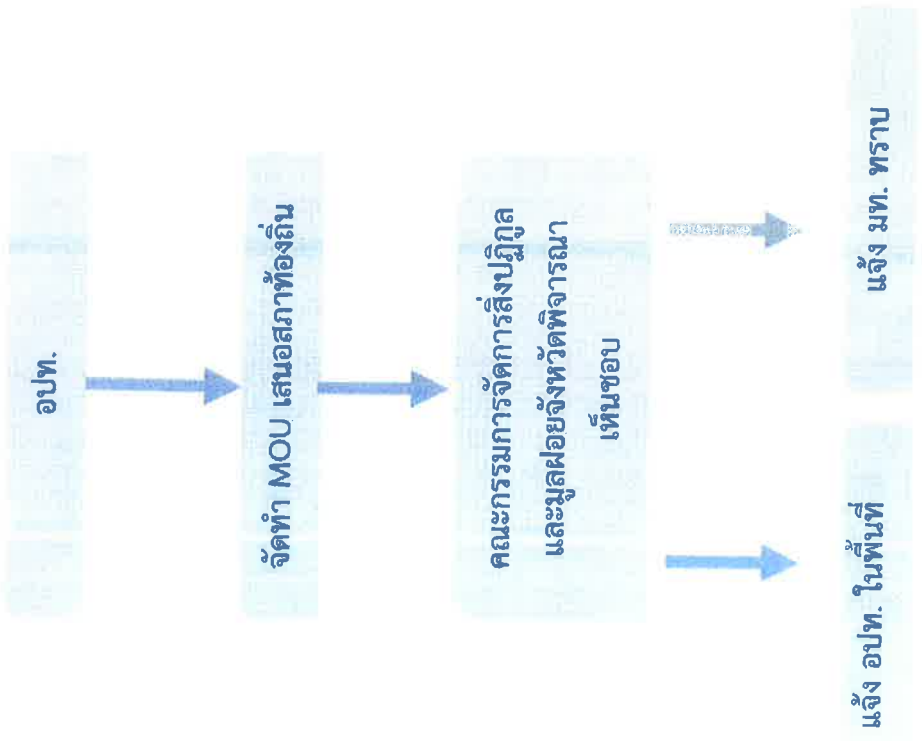 อปท.
จัดทำ MOU เสนอสภาท้องถิ่น
คณะกรรมการจัดการสิ่งปฏิกูล
และมูลฝอยจังหวัดพิจารณา
เห็นชอบ
แจ้ง อปท. ในพื้นที่
แจ้ง มท. ทราบ